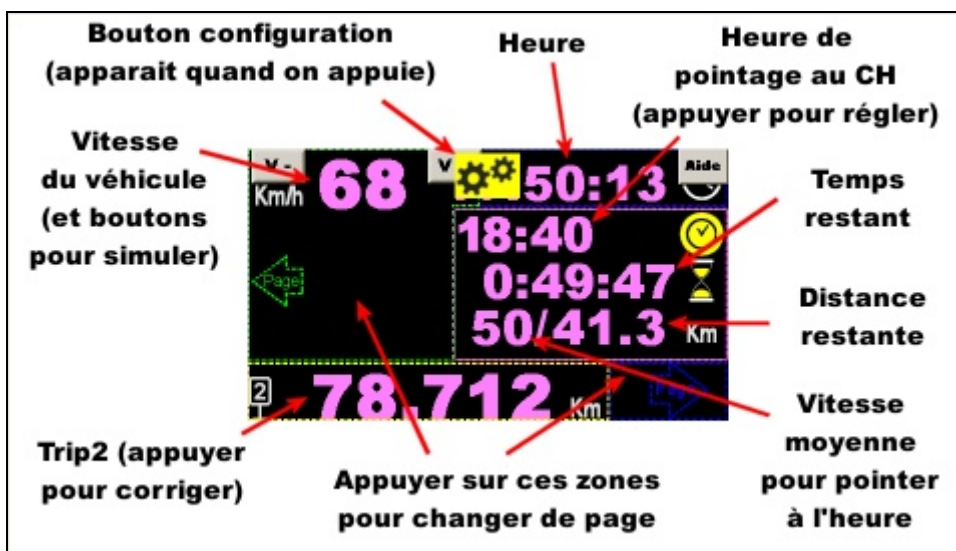 Bouton configuration
(apparait quand on appuie)
Heure
Heure de
pointage au CH
(appuyer pour régler)
Vitesse
du véhicule
(et boutons
pour simuler)
V -
Km/h
68
V
50:13
Aide
18:40
0:49:47
50/41.3 Km
Page
2
78.712 Km
Temps
restant
Distance
restante
Vitesse
moyenne
pour pointer
à l'heure
Trip2 (appuyer
pour corriger)
Appuyer sur ces zones
pour changer de page